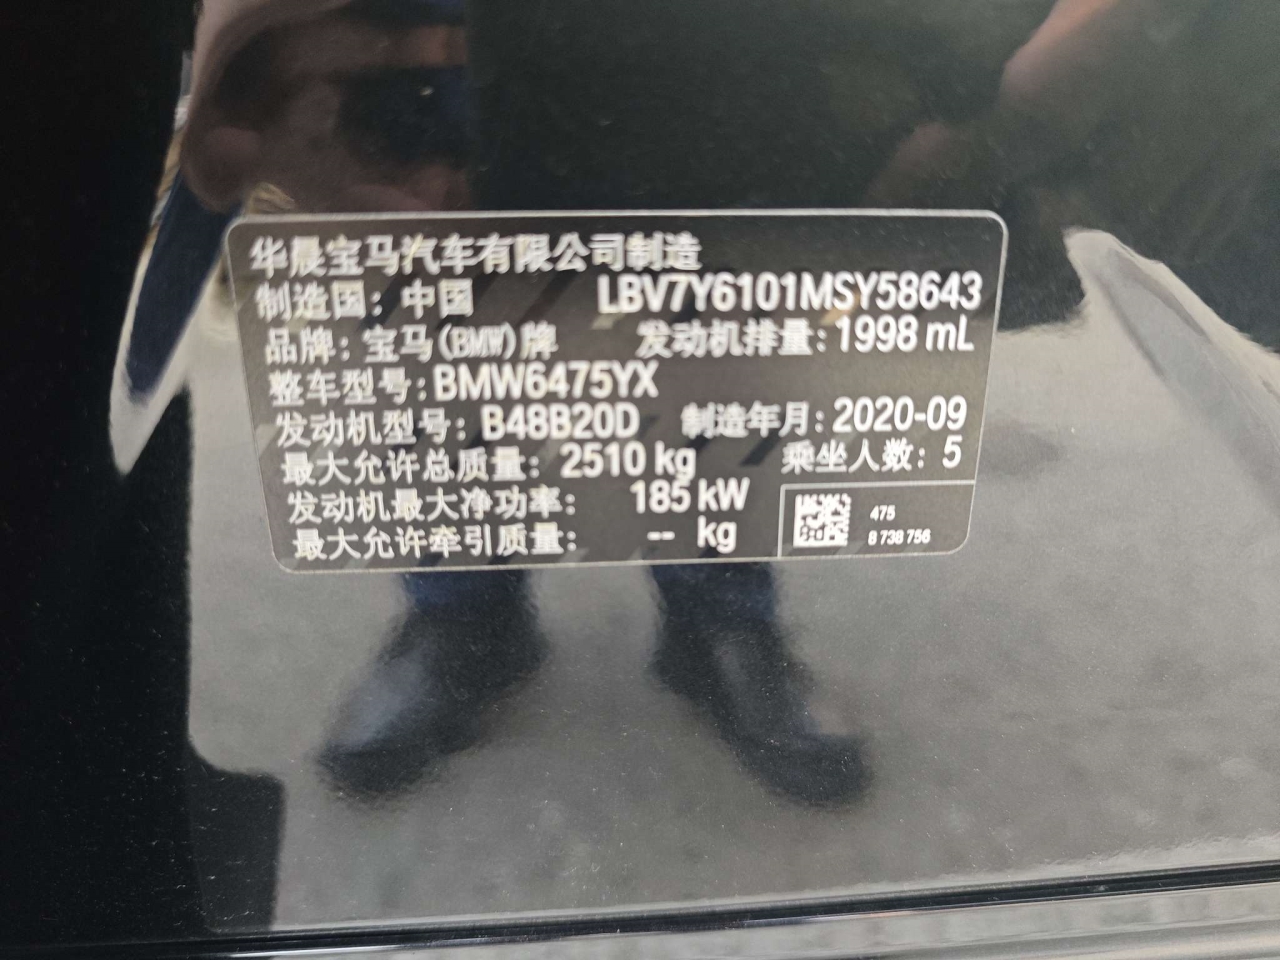 华晨宝马汽车有限公司制造
制造国：中国 LBV7Y6101MSY58643
品牌：宝马(BMW)牌 发动机排量：1998 mL
整车型号：BMW6475YX
发动机型号：B48B20D 制造年月：2020-09
最大允许总质量：2510 kg 乘坐人数：5
发动机最大净功率：185 kW
最大允许牵引质量：-- kg
475
8 738 756